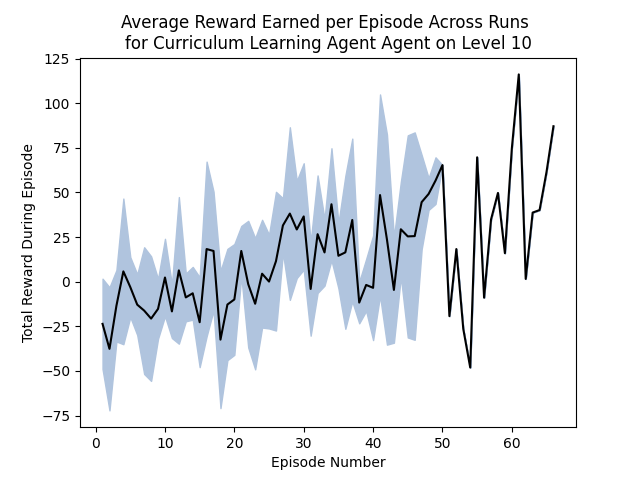 Average Reward Earned per Episode Across Runs
for Curriculum Learning Agent Agent on Level 10
Total Reward During Episode
125
100
75
50
25
0
−25
−50
−75
0 10 20 30 40 50 60
Episode Number